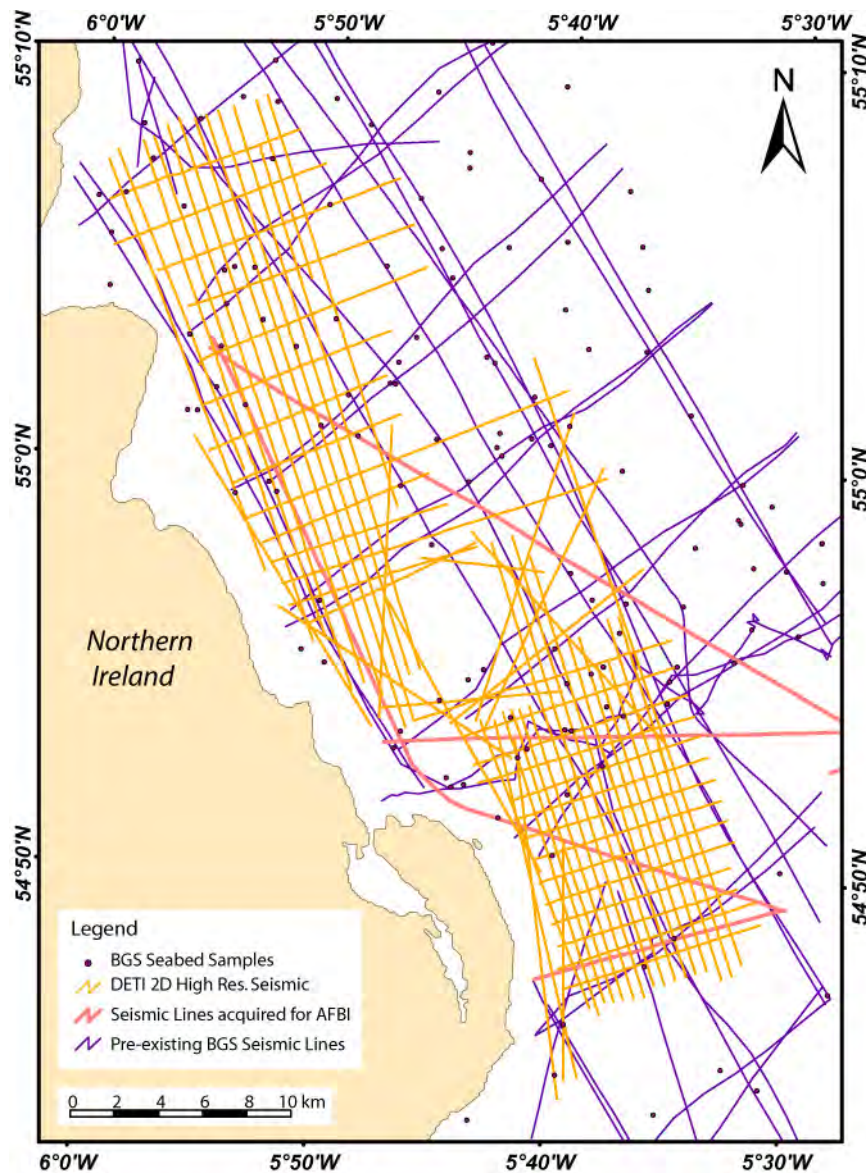 6°0'W 5°50'W 5°40'W 5°30'W
55°10'N 55°10'N
N
55°0'N 55°0'N
Northern
Ireland
54°50'N 54°50'N
Legend
BGS Seabed Samples
DETI 2D High Res. Seismic
Seismic Lines acquired for AFBI
Pre-existing BGS Seismic Lines
0 2 4 6 8 10 km
6°0'W 5°50'W 5°40'W 5°30'W